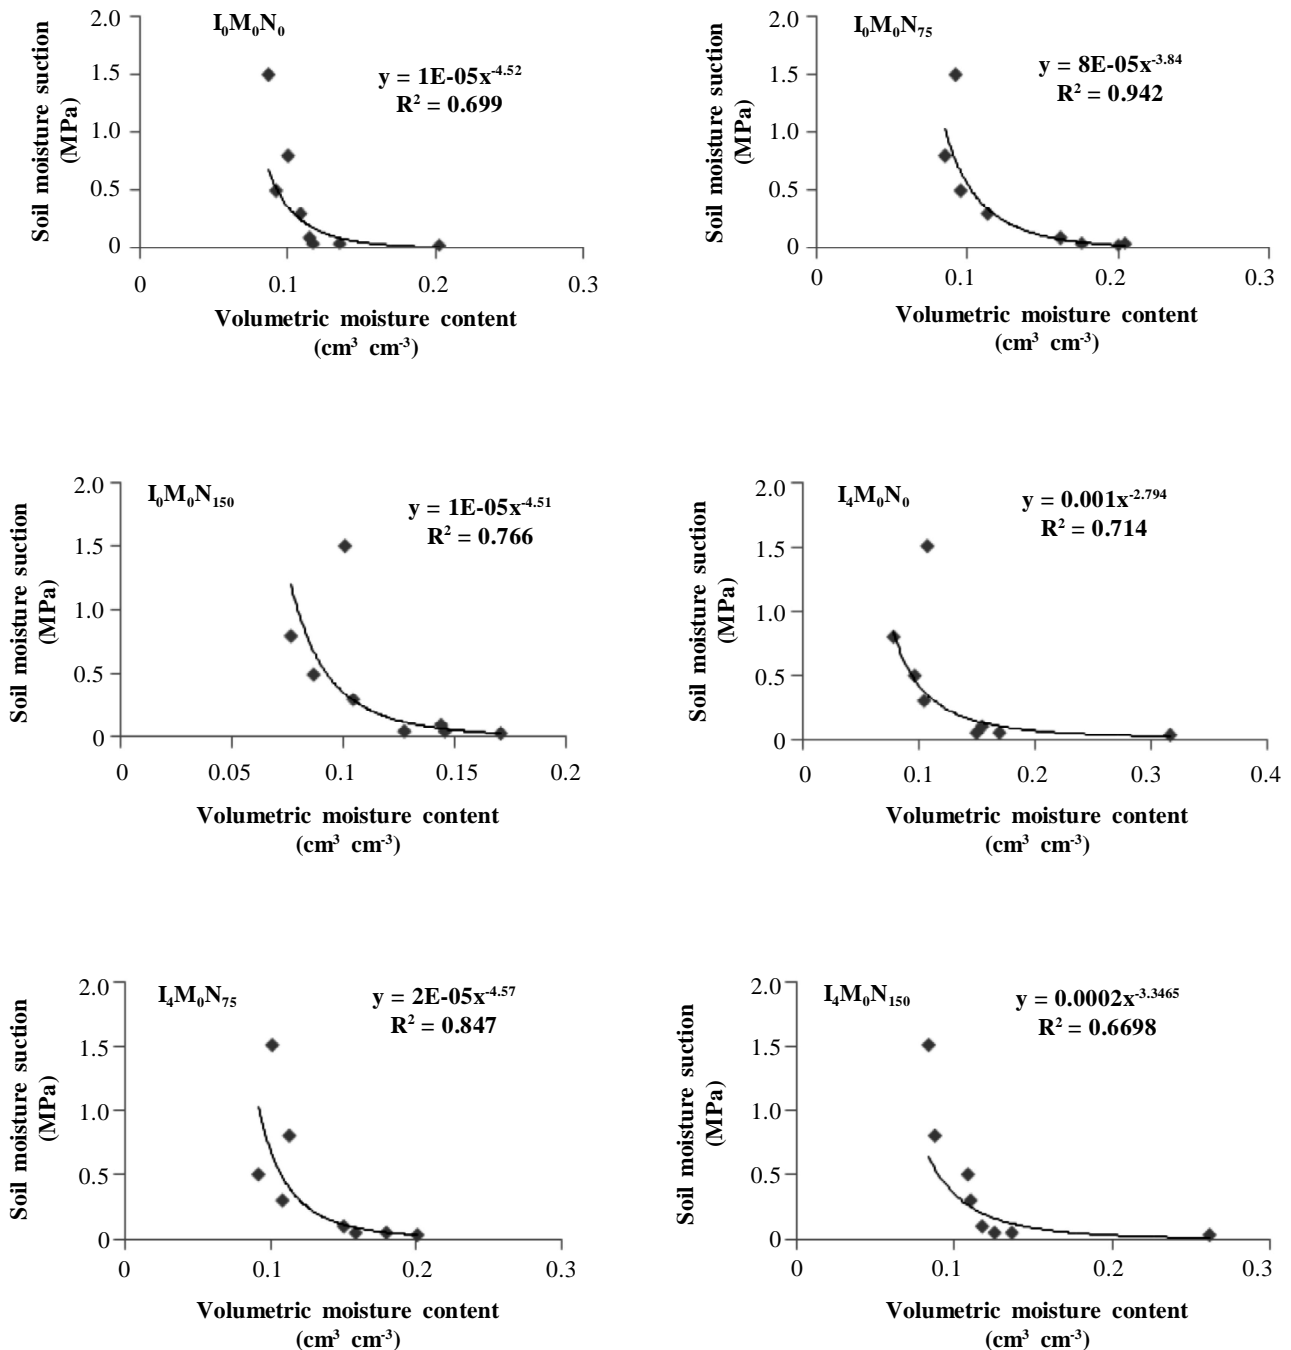 I₀M₀N₀
y = 1E-05x⁻⁴·⁵²
R² = 0.699
2.0
1.5
1.0
0.5
0
0 0.1 0.2 0.3
Soil moisture suction
(MPa)
Volumetric moisture content
(cm³ cm⁻³)
I₀M₀N₇₅
y = 8E-05x⁻³·⁸⁴
R² = 0.942
2.0
1.5
1.0
0.5
0
0 0.1 0.2 0.3
Soil moisture suction
(MPa)
Volumetric moisture content
(cm³ cm⁻³)
I₀M₀N₁₅₀
y = 1E-05x⁻⁴·⁵¹
R² = 0.766
2.0
1.5
1.0
0.5
0
0 0.05 0.1 0.15 0.2
Soil moisture suction
(MPa)
Volumetric moisture content
(cm³ cm⁻³)
I₄M₀N₀
y = 0.001x⁻²·⁷⁹⁴
R² = 0.714
2.0
1.5
1.0
0.5
0
0 0.1 0.2 0.3 0.4
Soil moisture suction
(MPa)
Volumetric moisture content
(cm³ cm⁻³)
I₄M₀N₇₅
y = 2E-05x⁻⁴·⁵⁷
R² = 0.847
2.0
1.5
1.0
0.5
0
0 0.1 0.2 0.3
Soil moisture suction
(MPa)
Volumetric moisture content
(cm³ cm⁻³)
I₄M₀N₁₅₀
y = 0.0002x⁻³·³⁴⁶⁵
R² = 0.6698
2.0
1.5
1.0
0.5
0
0 0.1 0.2 0.3
Soil moisture suction
(MPa)
Volumetric moisture content
(cm³ cm⁻³)